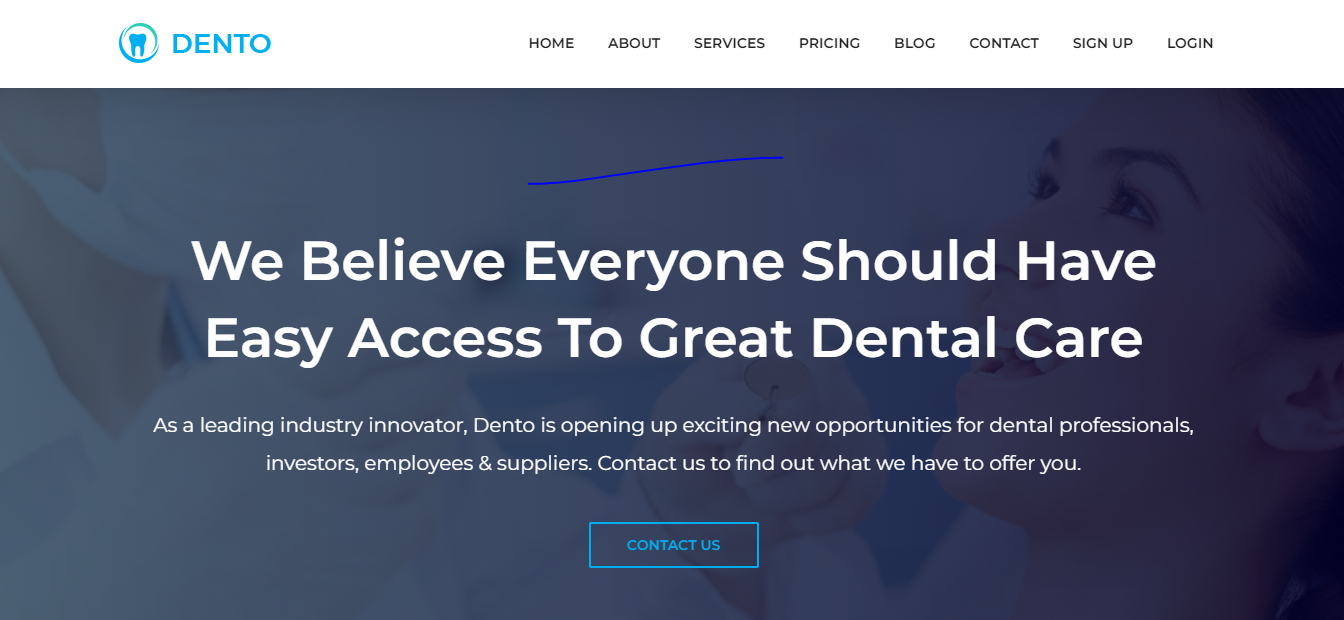 DENTO
HOME ABOUT SERVICES PRICING BLOG CONTACT SIGN UP LOGIN
We Believe Everyone Should Have
Easy Access To Great Dental Care
As a leading industry innovator, Dento is opening up exciting new opportunities for dental professionals,
investors, employees & suppliers. Contact us to find out what we have to offer you.
CONTACT US